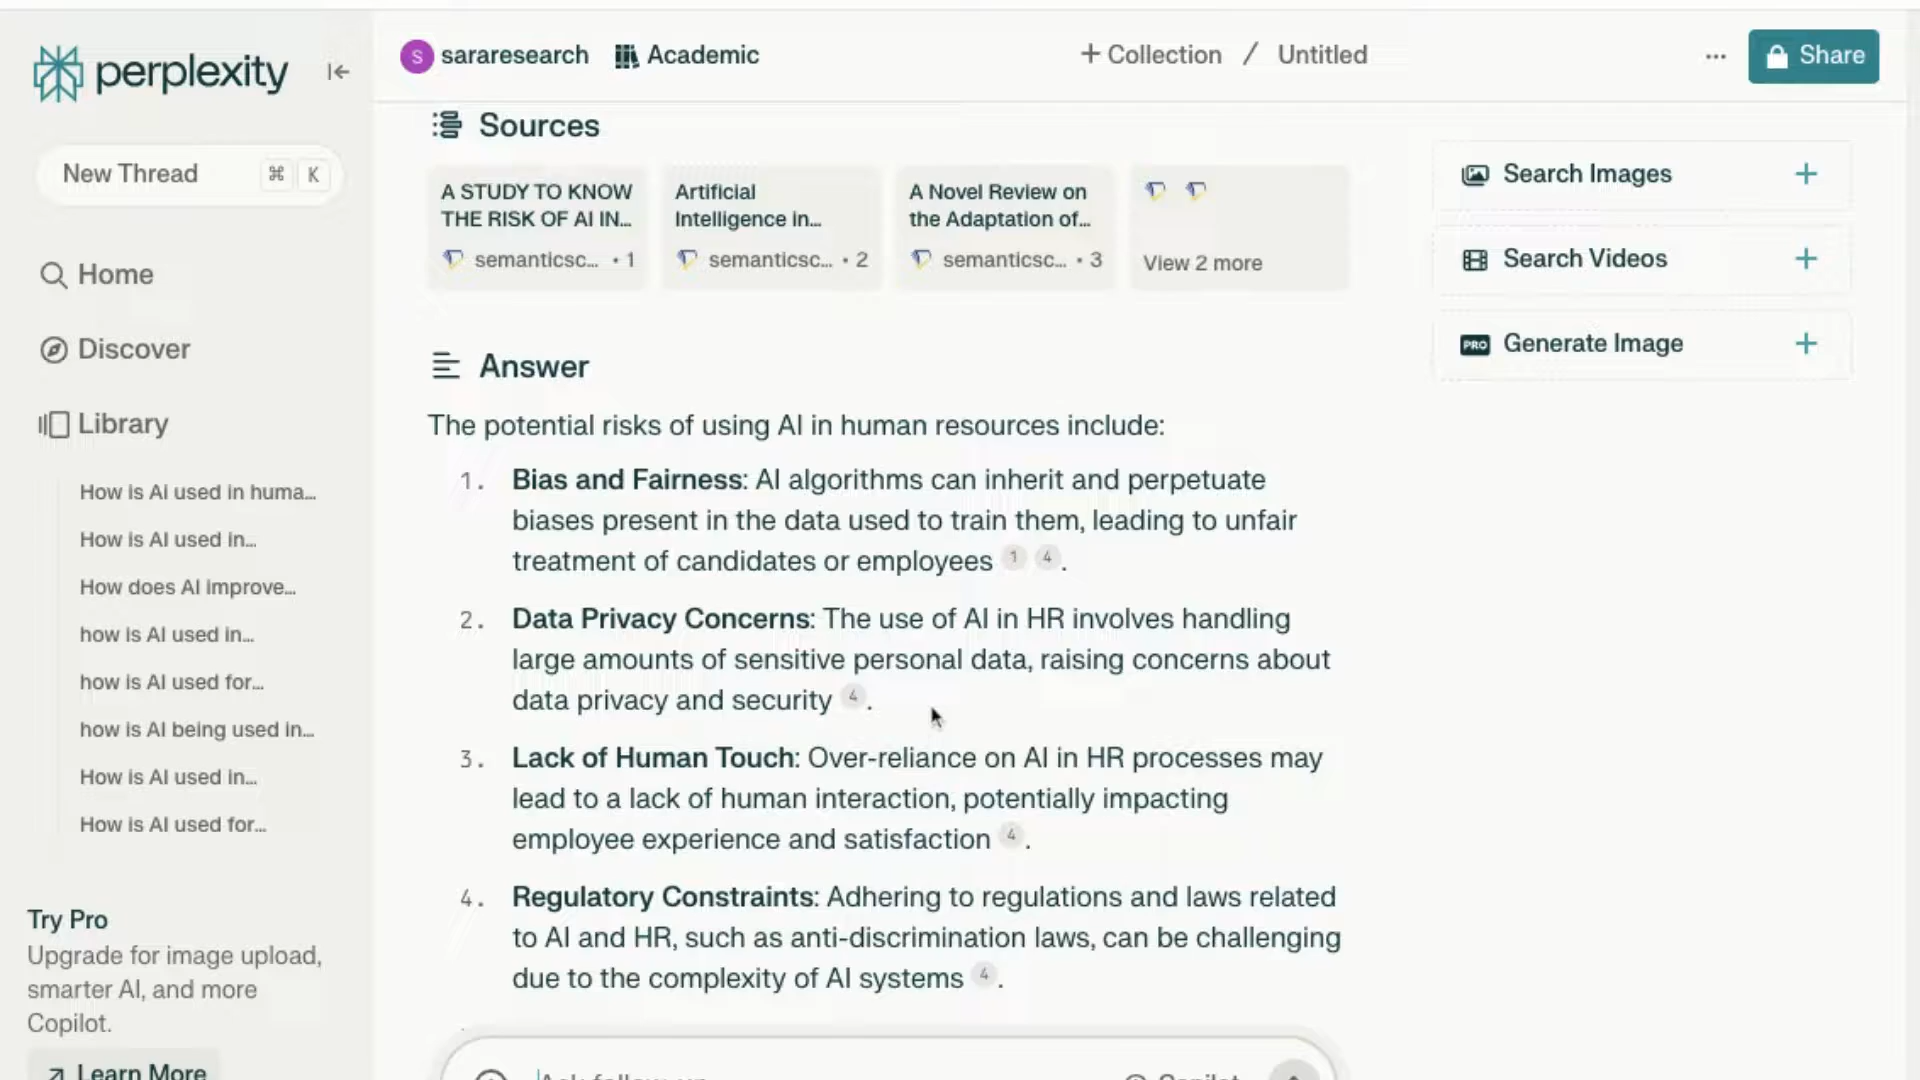 perplexity
New Thread ⌘ K
Home
Discover
Library
How is AI used in huma...
How is AI used in...
How does AI improve...
how is AI used in...
how is AI used for...
how is AI being used in...
How is AI used in...
How is AI used for...
Try Pro
Upgrade for image upload,
smarter AI, and more
Copilot.
Learn More
S sararesearch Academic
+ Collection / Untitled
... Share
Sources
A STUDY TO KNOW
THE RISK OF AI IN...
semanticsc... • 1
Artificial
Intelligence in...
semanticsc... • 2
A Novel Review on
the Adaptation of...
semanticsc... • 3
View 2 more
Answer
The potential risks of using AI in human resources include:
1. Bias and Fairness: AI algorithms can inherit and perpetuate
biases present in the data used to train them, leading to unfair
treatment of candidates or employees 1 4 .
2. Data Privacy Concerns: The use of AI in HR involves handling
large amounts of sensitive personal data, raising concerns about
data privacy and security 4 .
3. Lack of Human Touch: Over-reliance on AI in HR processes may
lead to a lack of human interaction, potentially impacting
employee experience and satisfaction 4 .
4. Regulatory Constraints: Adhering to regulations and laws related
to AI and HR, such as anti-discrimination laws, can be challenging
due to the complexity of AI systems 4 .
Ask follow-up
Copilot
Search Images +
Search Videos +
PRO Generate Image +